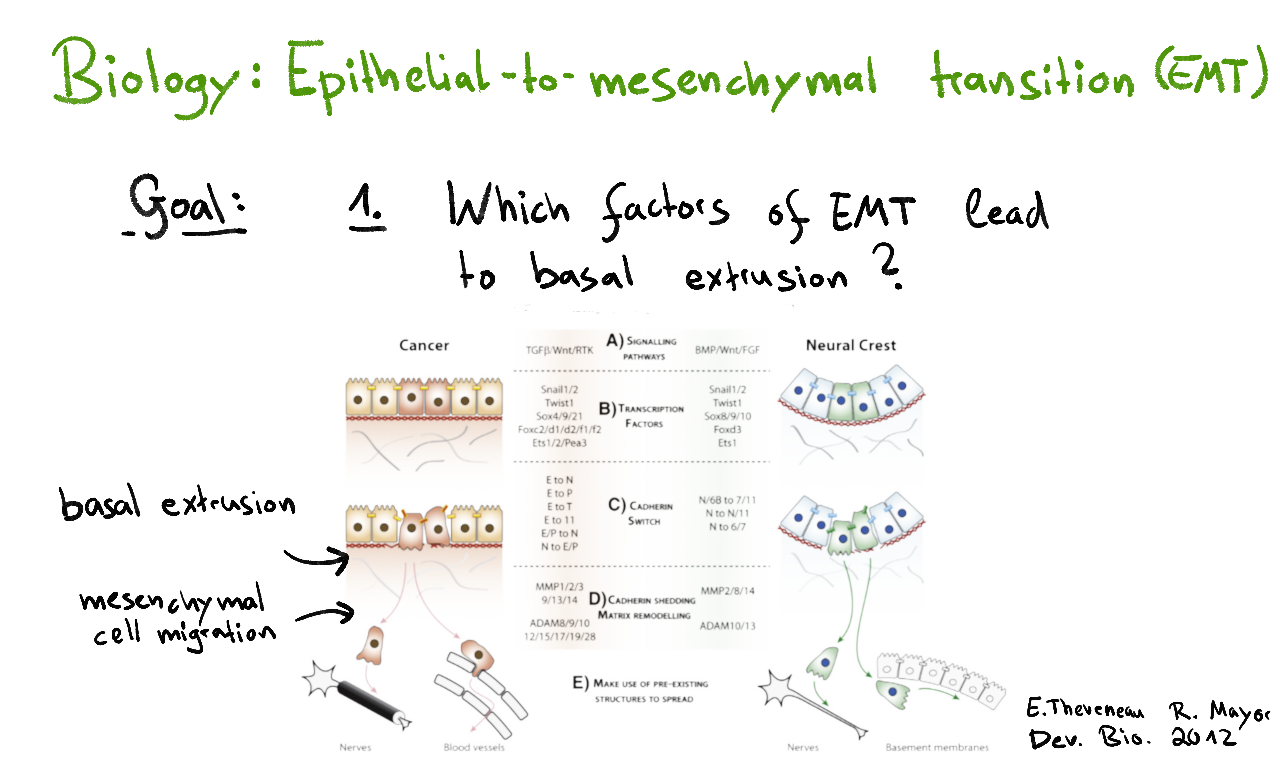 Biology: Epithelial-to-mesenchymal transition (EMT)
Goal: 1. Which factors of EMT lead
to basal extrusion?
Cancer
TGFβ/Wnt/RTK
A) SIGNALLING
PATHWAYS
BMP/Wnt/FGF
Neural Crest
Snail1/2
Twist1
Sox4/9/21
Foxc2/d1/d2/f1/f2
Ets1/2/Pea3
B) TRANSCRIPTION
FACTORS
Snail1/2
Twist1
Sox8/9/10
Foxd3
Ets1
basal extrusion
E to N
E to P
E to T
E to 11
E/P to N
N to E/P
C) CADHERIN
SWITCH
N/6B to 7/11
N to N/11
N to 6/7
mesenchymal
cell migration
MMP1/2/3
9/13/14
ADAM8/9/10
12/15/17/19/28
D) CADHERIN SHEDDING
MATRIX REMODELLING
MMP2/8/14
ADAM10/13
E) MAKE USE OF PRE-EXISTING
STRUCTURES TO SPREAD
Nerves
Blood vessels
Nerves
Basement membranes
E. Theveneau R. Mayor
Dev. Bio. 2012